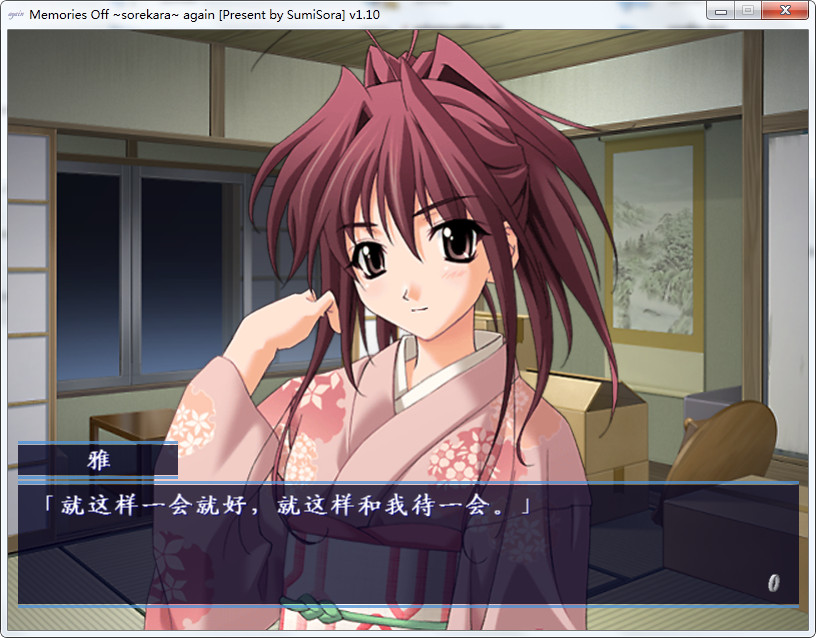 Memories Off ~sorekara~ again [Present by SumiSora] v1.10
雅
「就这样一会就好，就这样和我待一会。」